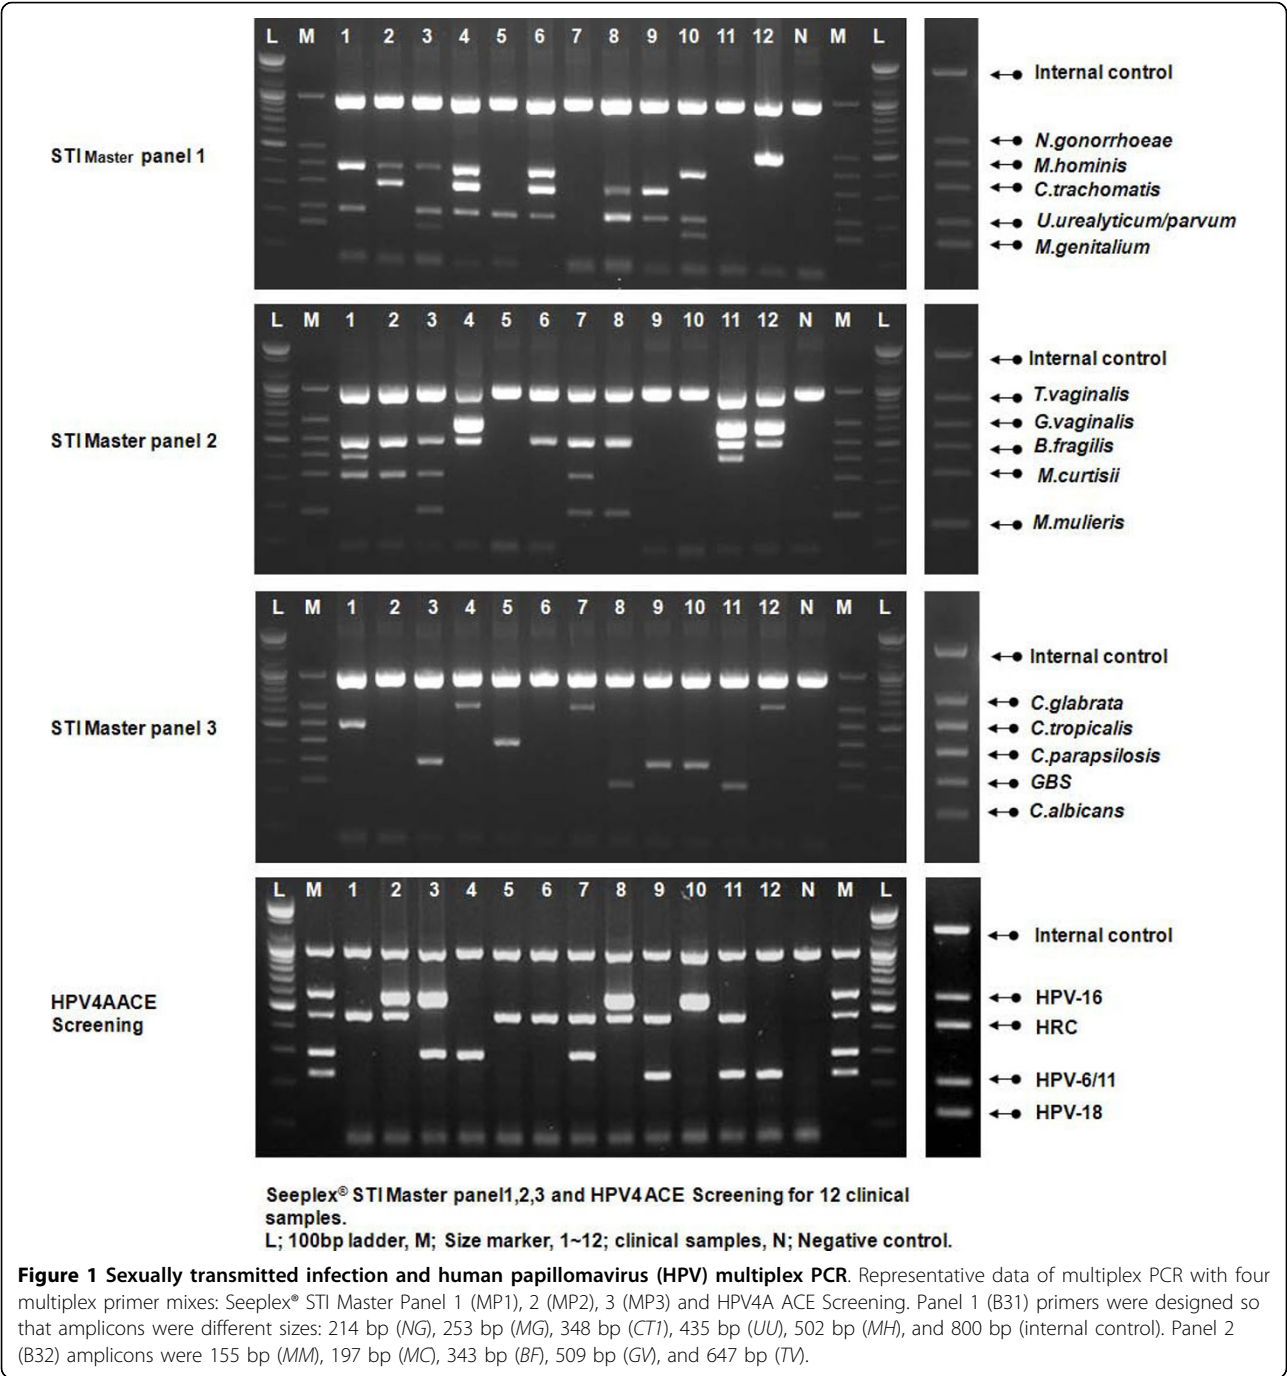 L M 1 2 3 4 5 6 7 8 9 10 11 12 N M L
STI Master panel 1
Internal control
N.gonorrhoeae
M.hominis
C.trachomatis
U.urealyticum/parvum
M.genitalium
L M 1 2 3 4 5 6 7 8 9 10 11 12 N M L
STI Master panel 2
Internal control
T.vaginalis
G.vaginalis
B.fragilis
M.curtisii
M.mulieris
L M 1 2 3 4 5 6 7 8 9 10 11 12 N M L
STI Master panel 3
Internal control
C.glabrata
C.tropicalis
C.parapsilosis
GBS
C.albicans
L M 1 2 3 4 5 6 7 8 9 10 11 12 N M L
HPV4AACE
Screening
Internal control
HPV-16
HRC
HPV-6/11
HPV-18
Seeplex® STI Master panel1,2,3 and HPV4 ACE Screening for 12 clinical
samples.
L; 100bp ladder, M; Size marker, 1~12; clinical samples, N; Negative control.
Figure 1 Sexually transmitted infection and human papillomavirus (HPV) multiplex PCR. Representative data of multiplex PCR with four
multiplex primer mixes: Seeplex® STI Master Panel 1 (MP1), 2 (MP2), 3 (MP3) and HPV4A ACE Screening. Panel 1 (B31) primers were designed so
that amplicons were different sizes: 214 bp (NG), 253 bp (MG), 348 bp (CT1), 435 bp (UU), 502 bp (MH), and 800 bp (internal control). Panel 2
(B32) amplicons were 155 bp (MM), 197 bp (MC), 343 bp (BF), 509 bp (GV), and 647 bp (TV).